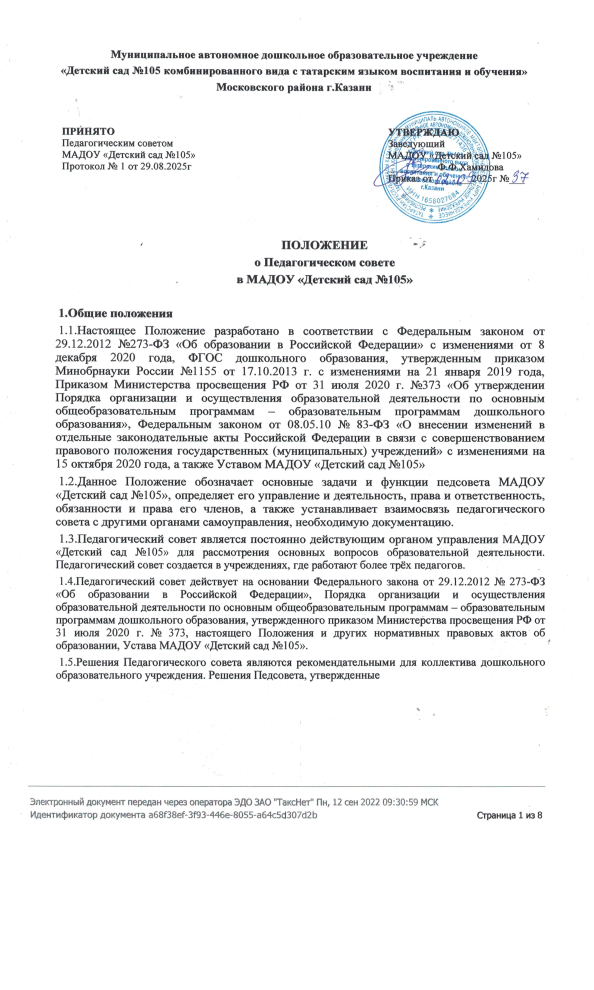 Муниципальное автономное дошкольное образовательное учреждение
«Детский сад №105 комбинированного вида с татарским языком воспитания и обучения»
Московского района г.Казани
ПРИНЯТО
Педагогическим советом
МАДОУ «Детский сад №105»
Протокол № 1 от 29.08.2025г
УТВЕРЖДАЮ
Заведующий
МАДОУ «Детский сад №105»
Ф.Ф.Хамидова
Приказ от 2025г № 97
г.Казани
ИНН 1658027684
ПОЛОЖЕНИЕ
о Педагогическом совете
в МАДОУ «Детский сад №105»
1.Общие положения
1.1.Настоящее Положение разработано в соответствии с Федеральным законом от
29.12.2012 №273-ФЗ «Об образовании в Российской Федерации» с изменениями от 8
декабря 2020 года, ФГОС дошкольного образования, утвержденным приказом
Минобрнауки России №1155 от 17.10.2013 г. с изменениями на 21 января 2019 года,
Приказом Министерства просвещения РФ от 31 июля 2020 г. №373 «Об утверждении
Порядка организации и осуществления образовательной деятельности по основным
общеобразовательным программам – образовательным программам дошкольного
образования», Федеральным законом от 08.05.10 № 83-ФЗ «О внесении изменений в
отдельные законодательные акты Российской Федерации в связи с совершенствованием
правового положения государственных (муниципальных) учреждений» с изменениями на
15 октября 2020 года, а также Уставом МАДОУ «Детский сад №105»
1.2.Данное Положение обозначает основные задачи и функции педсовета МАДОУ
«Детский сад №105», определяет его управление и деятельность, права и ответственность,
обязанности и права его членов, а также устанавливает взаимосвязь педагогического
совета с другими органами самоуправления, необходимую документацию.
1.3.Педагогический совет является постоянно действующим органом управления МАДОУ
«Детский сад №105» для рассмотрения основных вопросов образовательной деятельности.
Педагогический совет создается в учреждениях, где работают более трёх педагогов.
1.4.Педагогический совет действует на основании Федерального закона от 29.12.2012 № 273-ФЗ
«Об образовании в Российской Федерации», Порядка организации и осуществления
образовательной деятельности по основным общеобразовательным программам – образовательным
программам дошкольного образования, утвержденного приказом Министерства просвещения РФ от
31 июля 2020 г. № 373, настоящего Положения и других нормативных правовых актов об
образовании, Устава МАДОУ «Детский сад №105».
1.5.Решения Педагогического совета являются рекомендательными для коллектива дошкольного
образовательного учреждения. Решения Педсовета, утвержденные
Электронный документ передан через оператора ЭДО ЗАО "ТаксНет" Пн, 12 сен 2022 09:30:59 МСК
Идентификатор документа a68f38ef-3f93-446e-8055-a64c5d307d2b
Страница 1 из 8